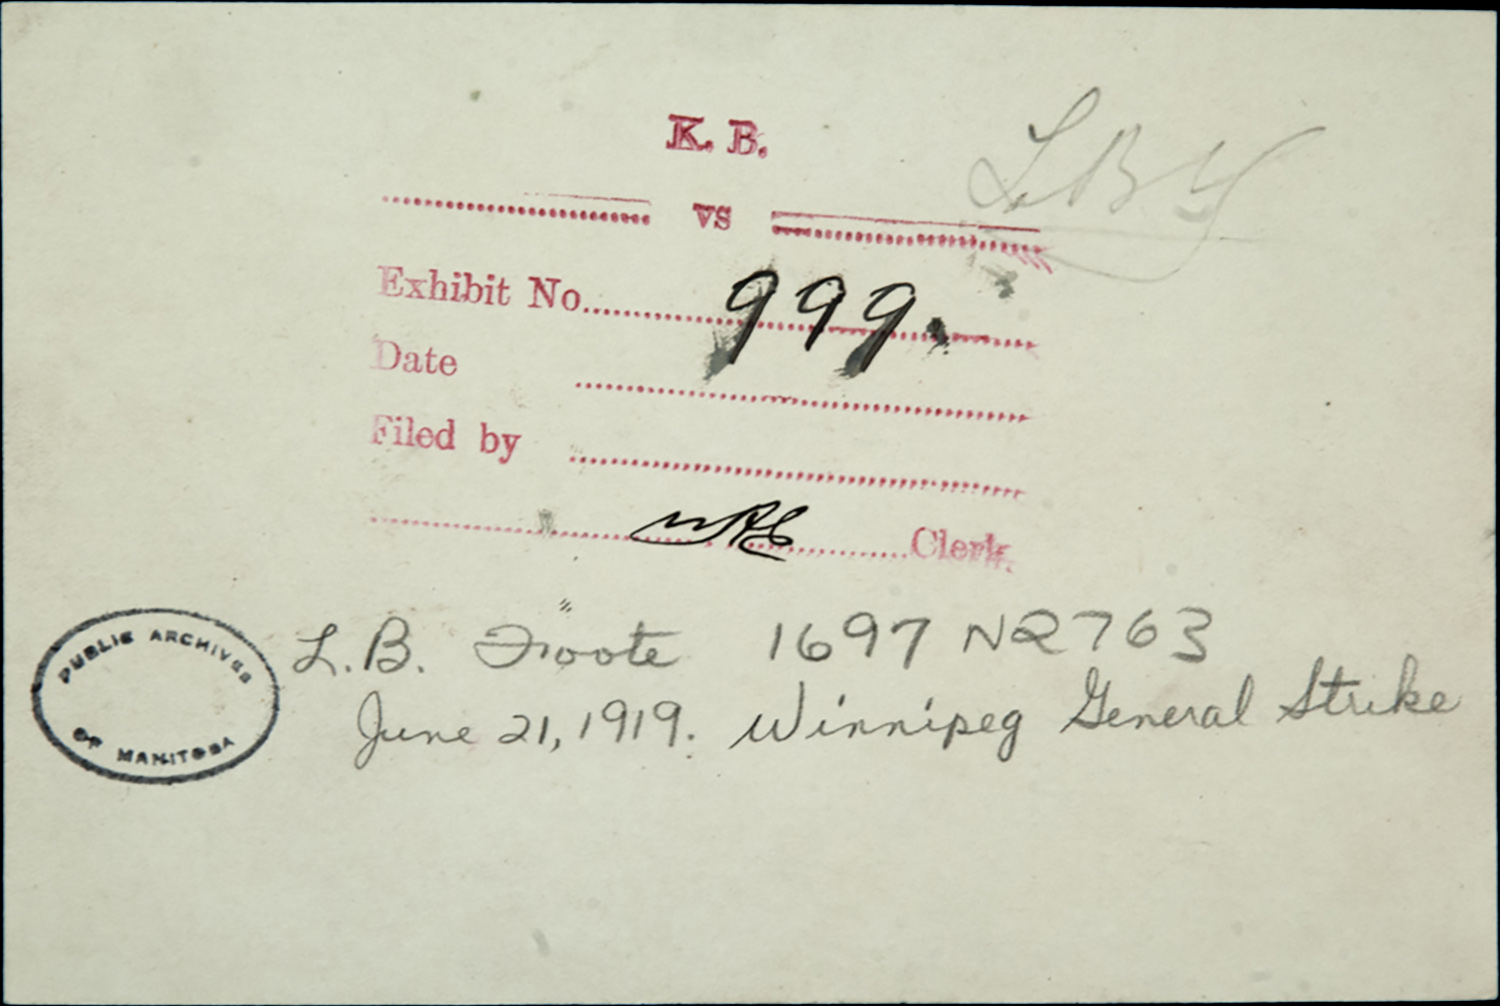 K. B.
L B F
vs
Exhibit No. 999.
Date
Filed by
Clerk.
PUBLIC ARCHIVES
OF MANITOBA
L. B. Foote 1697 N2763
June 21, 1919. Winnipeg General Strike